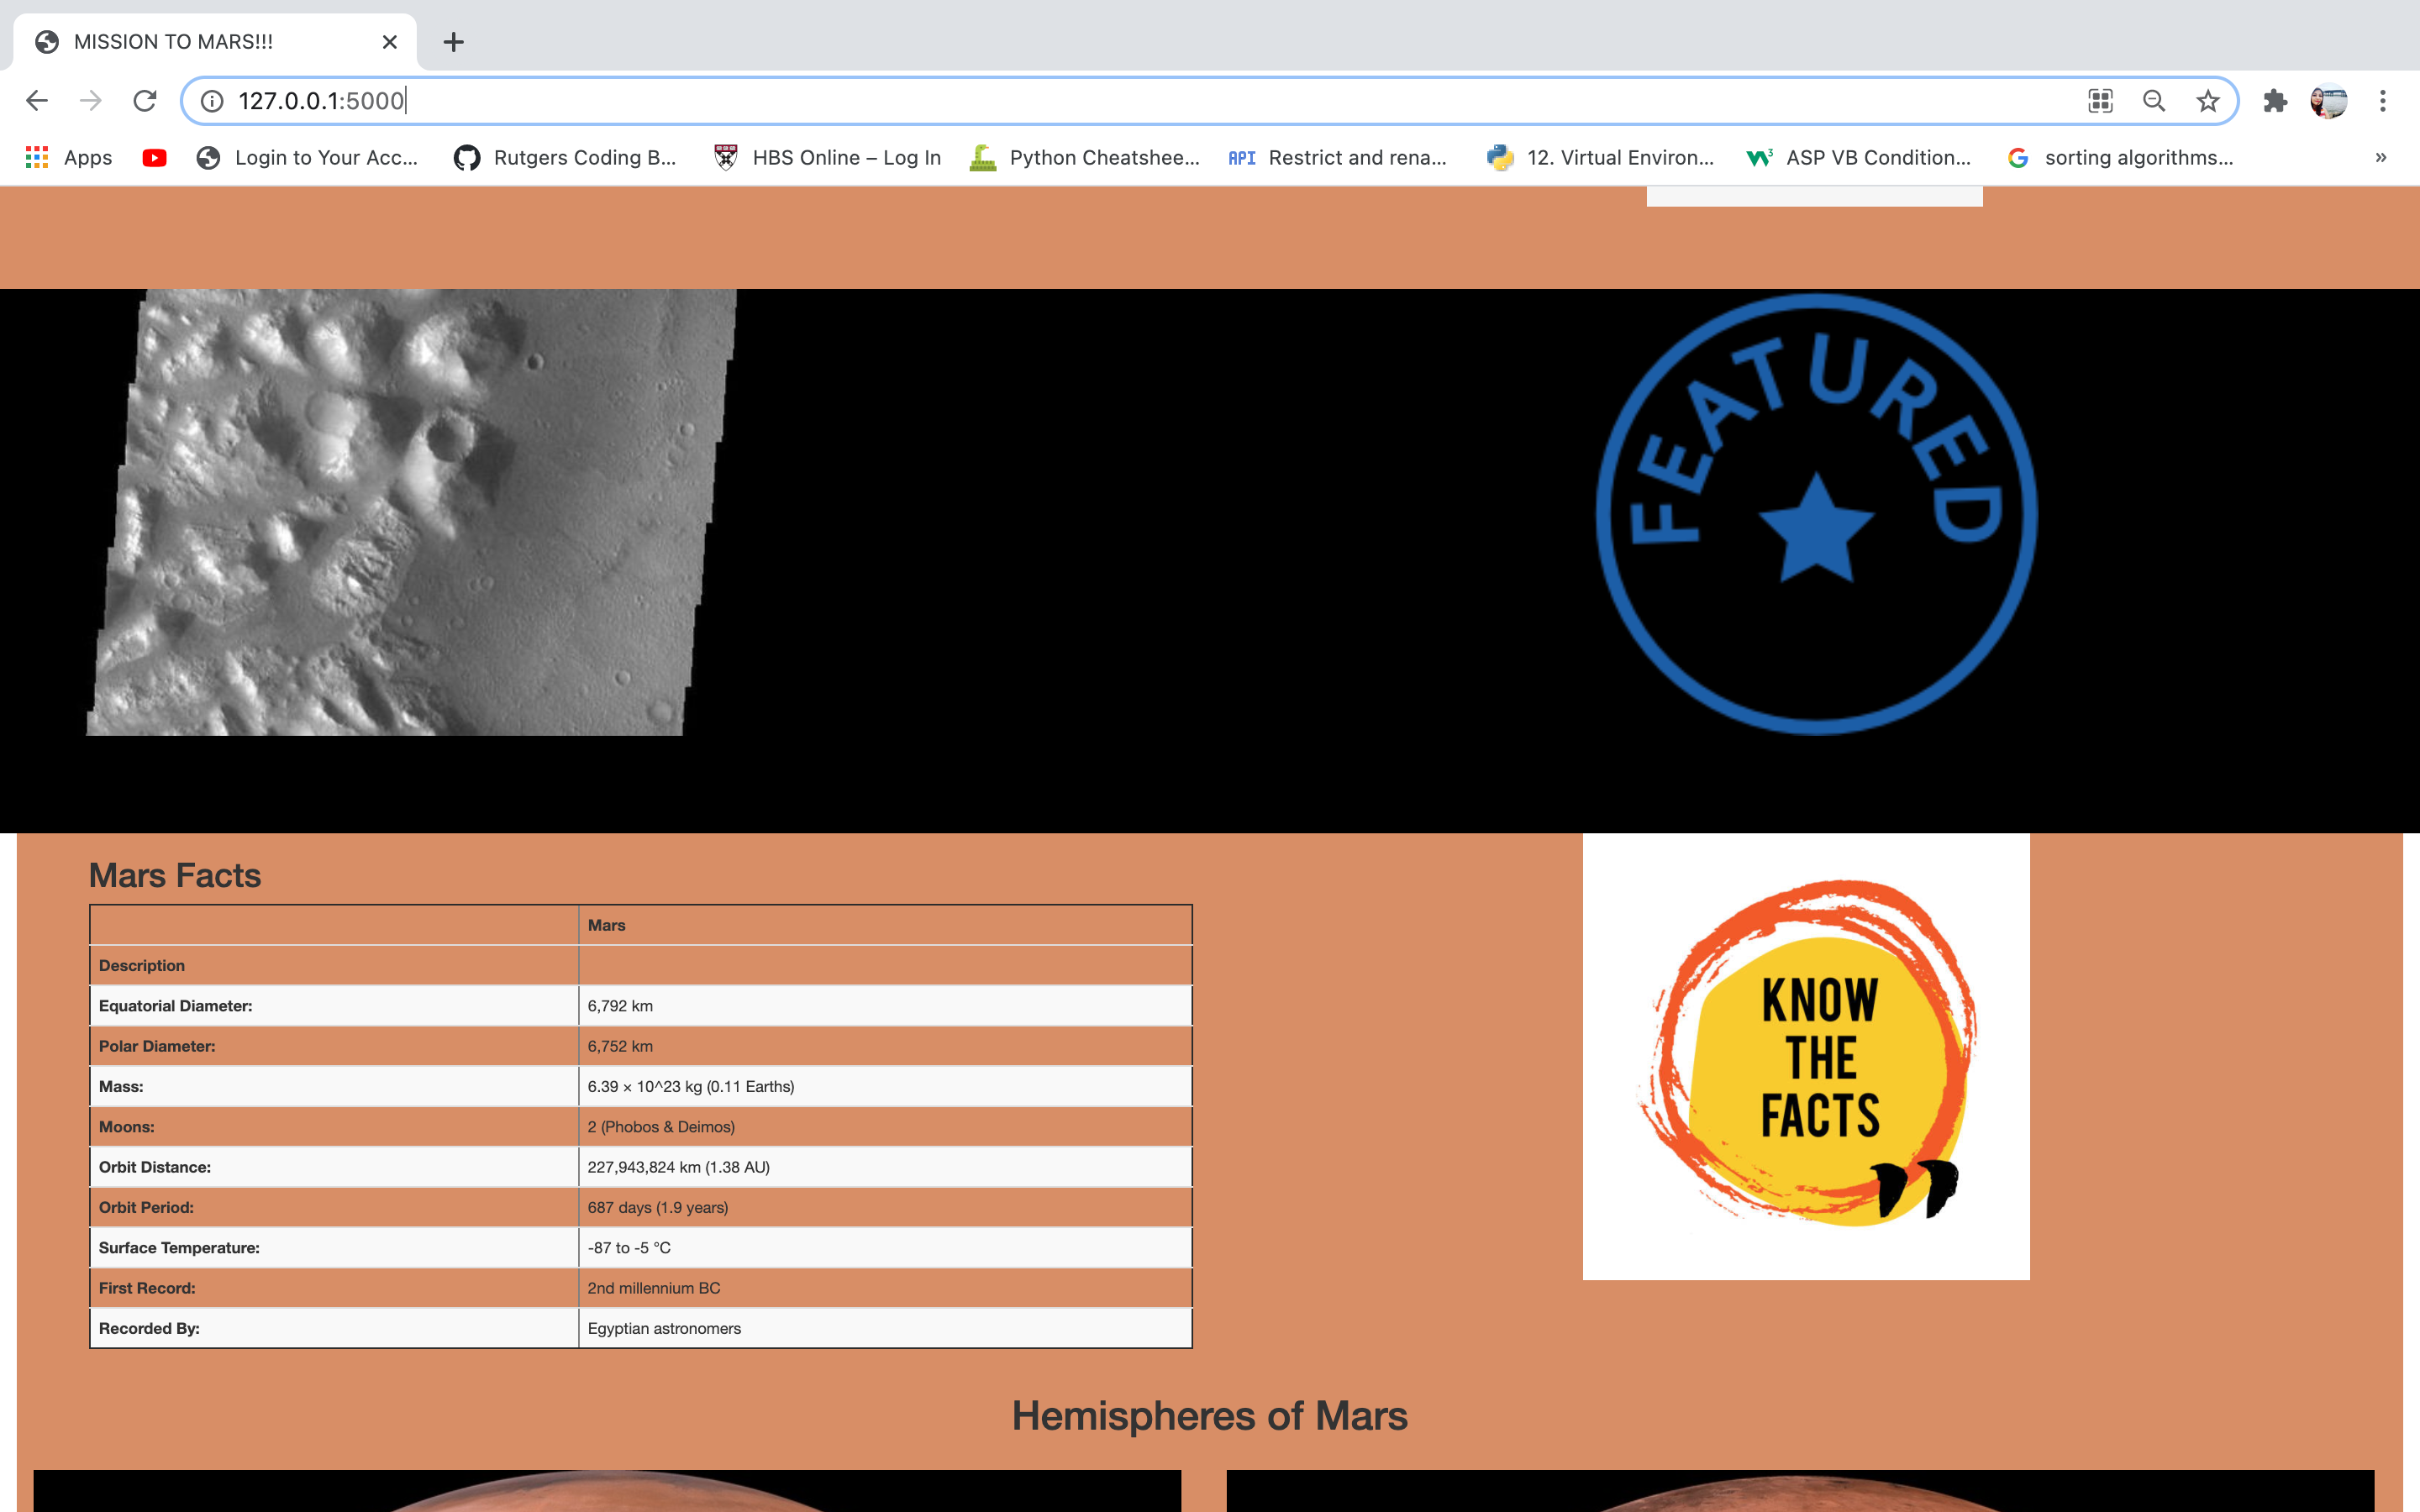 MISSION TO MARS!!!
127.0.0.1:5000
Apps
Login to Your Acc...
Rutgers Coding B...
HBS Online – Log In
Python Cheatshee...
API Restrict and rena...
12. Virtual Environ...
ASP VB Condition...
sorting algorithms...
»
FEATURED
Mars Facts
Mars
Description
Equatorial Diameter: 6,792 km
Polar Diameter: 6,752 km
Mass: 6.39 × 10^23 kg (0.11 Earths)
Moons: 2 (Phobos & Deimos)
Orbit Distance: 227,943,824 km (1.38 AU)
Orbit Period: 687 days (1.9 years)
Surface Temperature: -87 to -5 °C
First Record: 2nd millennium BC
Recorded By: Egyptian astronomers
KNOW
THE
FACTS
Hemispheres of Mars